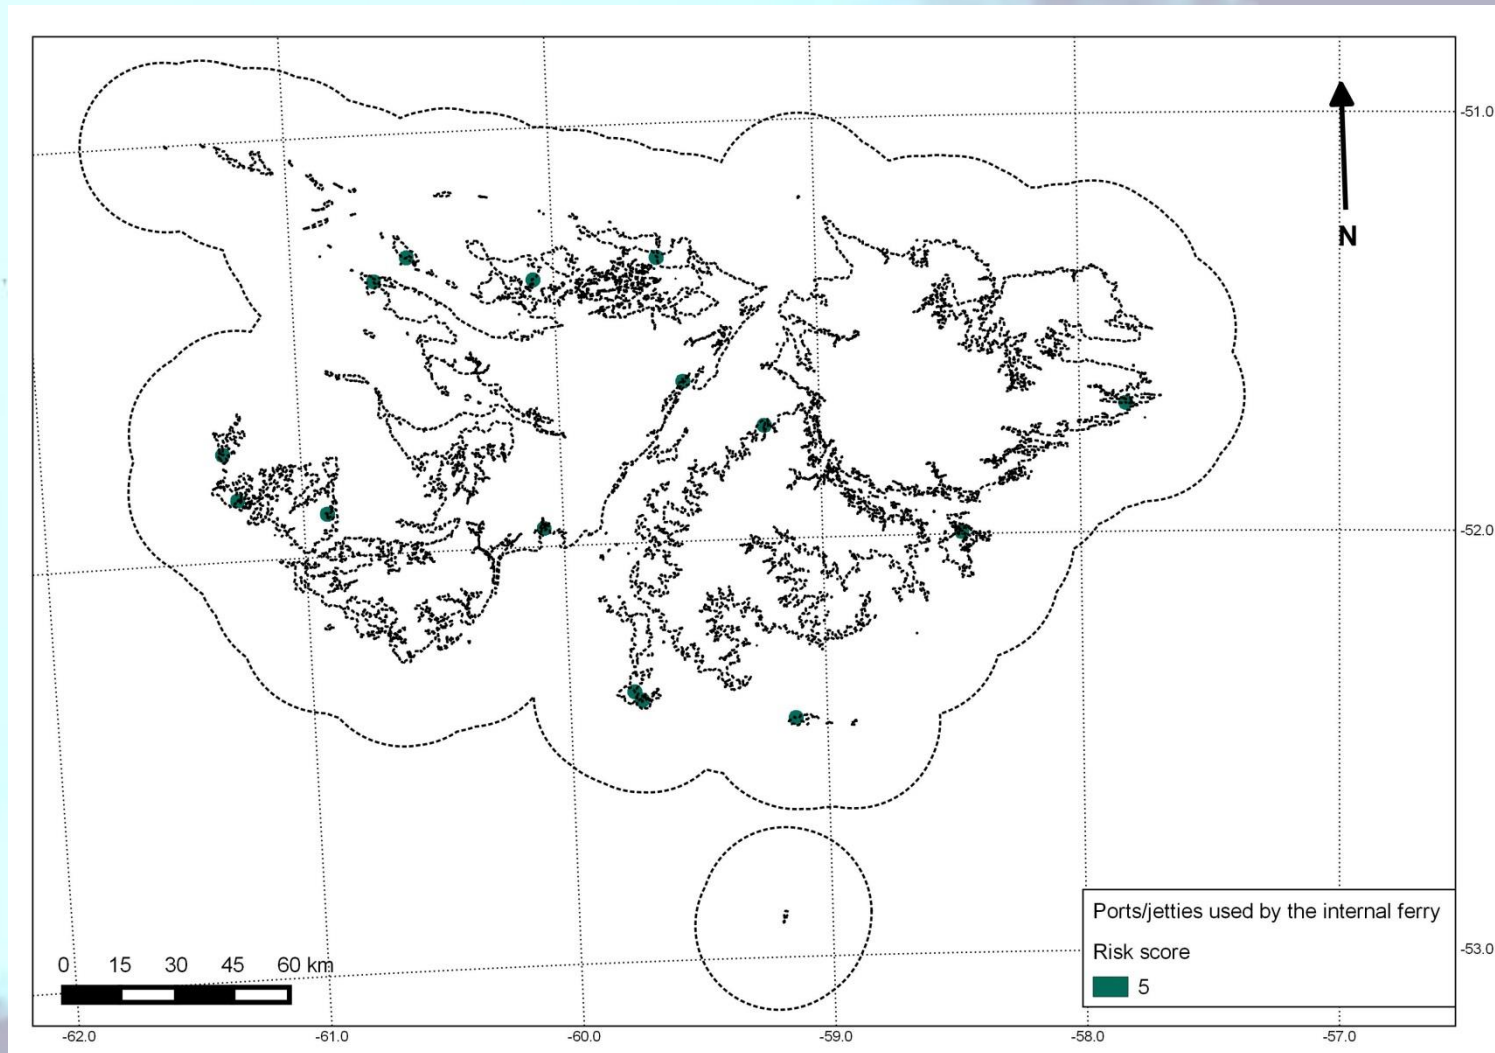 -51.0
N
-52.0
Ports/jetties used by the internal ferry
Risk score
5
-53.0
0 15 30 45 60 km
-62.0 -61.0 -60.0 -59.0 -58.0 -57.0